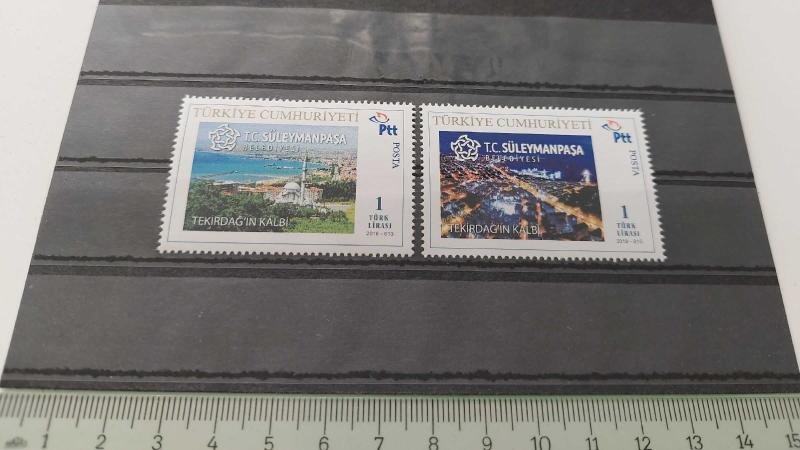 TÜRKİYE CUMHURİYETİ
Ptt
POSTA
T.C. SÜLEYMANPAŞA
BELEDİYESİ
TEKİRDAĞ'IN KALBİ
1
TÜRK
LİRASI
TÜRKİYE CUMHURİYETİ
Ptt
POSTA
T.C. SÜLEYMANPAŞA
BELEDİYESİ
TEKİRDAĞ'IN KALBİ
1
TÜRK
LİRASI
1 2 3 4 5 6 7 8 9 10 11 12 13 14 15